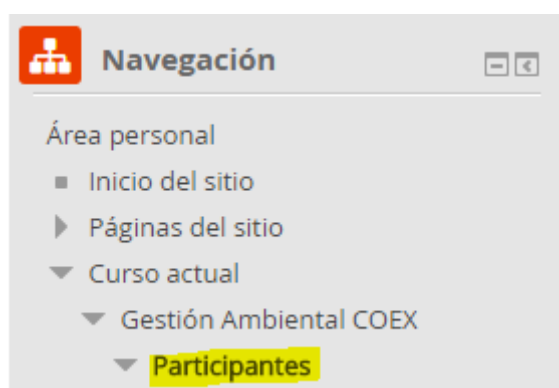 Navegación
Área personal
Inicio del sitio
Páginas del sitio
Curso actual
Gestión Ambiental COEX
Participantes